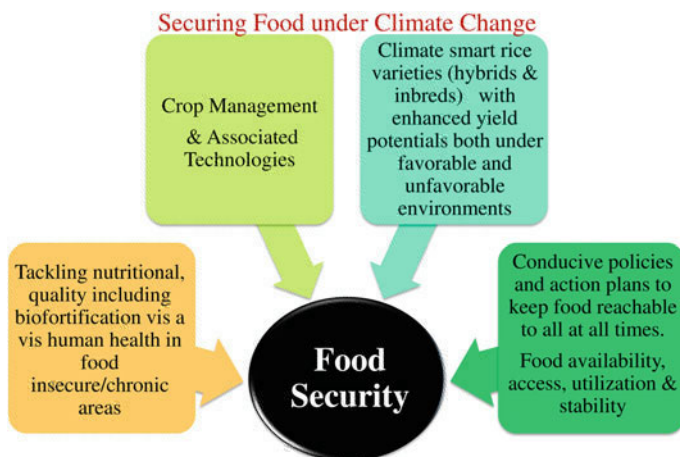 Securing Food under Climate Change
Crop Management
& Associated
Technologies
Climate smart rice
varieties (hybrids &
inbreds) with
enhanced yield
potentials both under
favorable and
unfavorable
environments
Tackling nutritional,
quality including
biofortification vis a
vis human health in
food
insecure/chronic
areas
Conducive policies
and action plans to
keep food reachable
to all at all times.
Food availability,
access, utilization &
stability
Food
Security